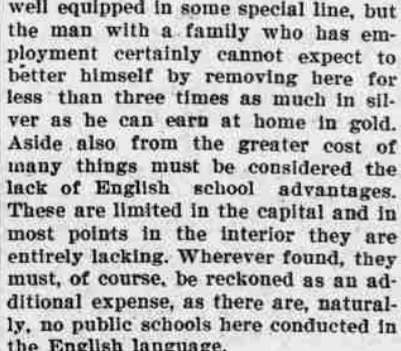 well equipped in some special line, but
the man with a family who has em-
ployment certainly cannot expect to
better himself by removing here for
less than three times as much in sil-
ver as he can earn at home in gold.
Aside also from the greater cost of
many things must be considered the
lack of English school advantages.
These are limited in the capital and in
most points in the interior they are
entirely lacking. Wherever found, they
must, of course, be reckoned as an ad-
ditional expense, as there are, natural-
ly, no public schools here conducted in
the English language.